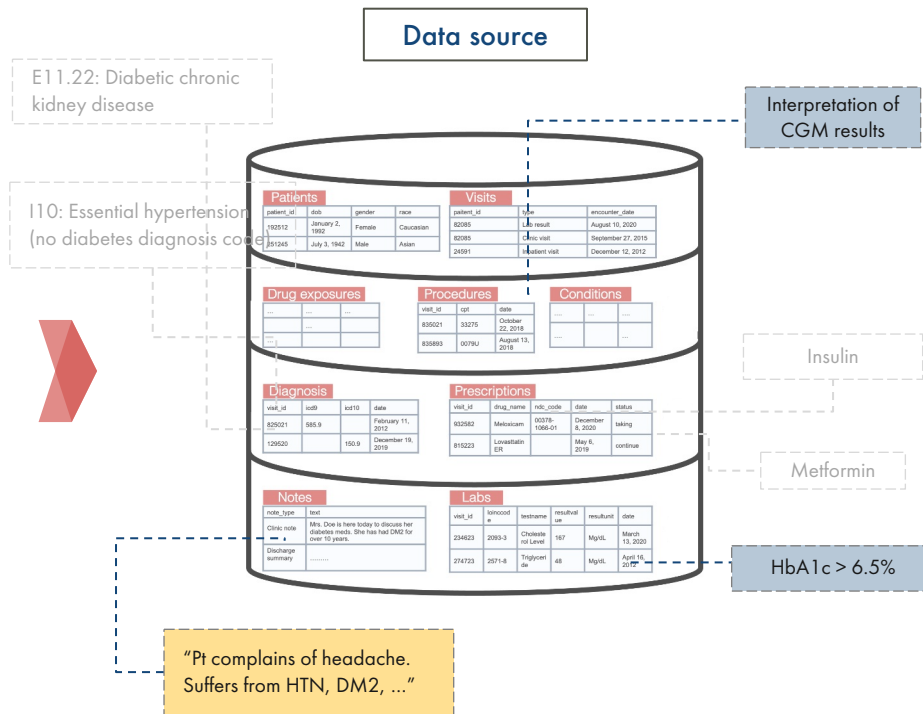 Data source
E11.22: Diabetic chronic
kidney disease
Interpretation of
CGM results
I10: Essential hypertension
(no diabetes diagnosis code)
Patients
patient_id dob gender race
192512 January 2, 1992 Female Caucasian
251245 July 3, 1942 Male Asian
Visits
paitent_id type encounter_date
82085 Lab result August 10, 2020
82085 Clinic visit September 27, 2015
24591 Inpatient visit December 12, 2012
Drug exposures
... ... ...
...
...
Procedures
visit_id cpt date
835021 33275 October 22, 2018
835893 0079U August 13, 2018
Conditions
.... ... .....
.... ...
Insulin
Metformin
Diagnosis
visit_id icd9 icd10 date
825021 585.9 February 11, 2012
129520 150.9 December 19, 2019
Prescriptions
visit_id drug_name ndc_code date status
932582 Meloxicam 00378-1066-01 December 8, 2020 taking
815223 Lovasttatin ER May 6, 2019 continue
Notes
note_type text
Clinic note Mrs. Doe is here today to discuss her
diabetes meds. She has had DM2 for
over 10 years.
Discharge summary .........
Labs
visit_id loinccode testname resultvalue resultunit date
234623 2093-3 Cholesterol Level 167 Mg/dL March 13, 2020
274723 2571-8 Triglyceride 48 Mg/dL April 16, 2012
HbA1c > 6.5%
“Pt complains of headache.
Suffers from HTN, DM2, ...”